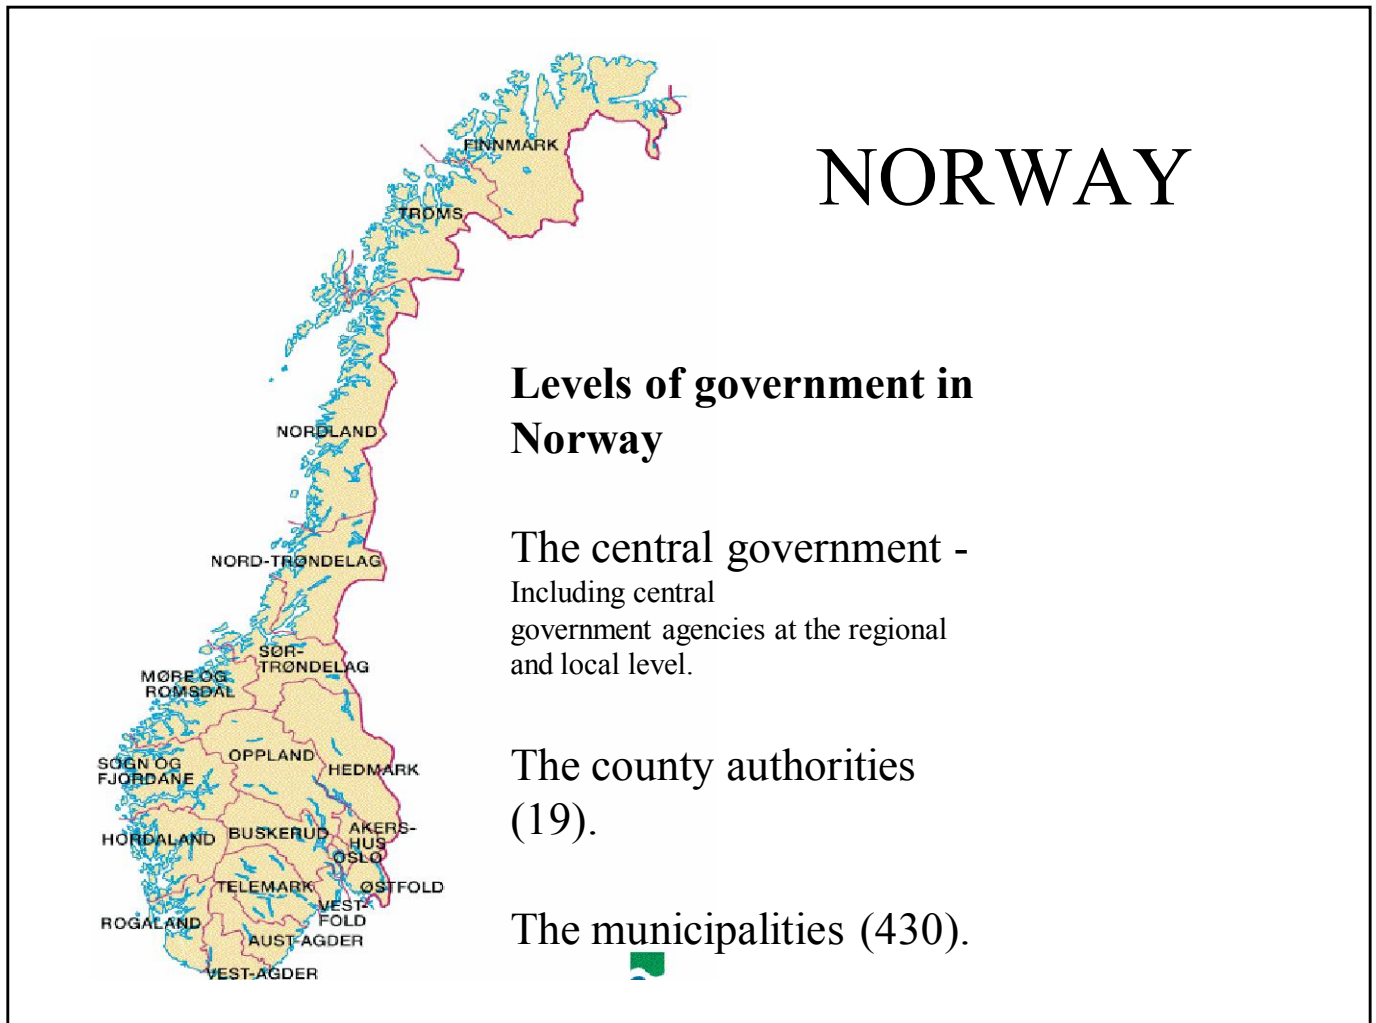 NORWAY
FINNMARK
TROMS
NORDLAND
NORD-TRØNDELAG
SØR-
TRØNDELAG
MØRE OG
ROMSDAL
OPPLAND
HEDMARK
SOGN OG
FJORDANE
HORDALAND
BUSKERUD
AKERS-
HUS
OSLO
TELEMARK
ØSTFOLD
VEST-
FOLD
ROGALAND
AUST-AGDER
VEST-AGDER
Levels of government in
Norway
The central government -
Including central
government agencies at the regional
and local level.
The county authorities
(19).
The municipalities (430).